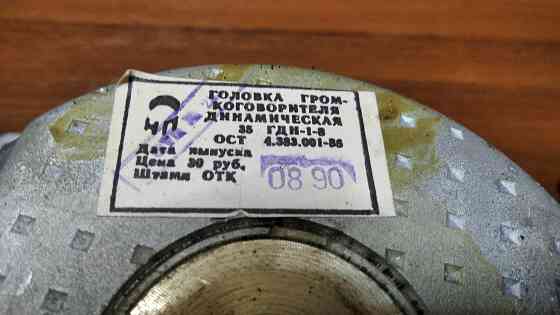 ГОЛОВКА ГРОМ-
КОГОВОРИТЕЛЯ
ДИНАМИЧЕСКАЯ
35 ГДН-1-8
ОСТ 4.383.001-85
Дата выпуска
Цена 30 руб.
Штамп ОТК
08 90